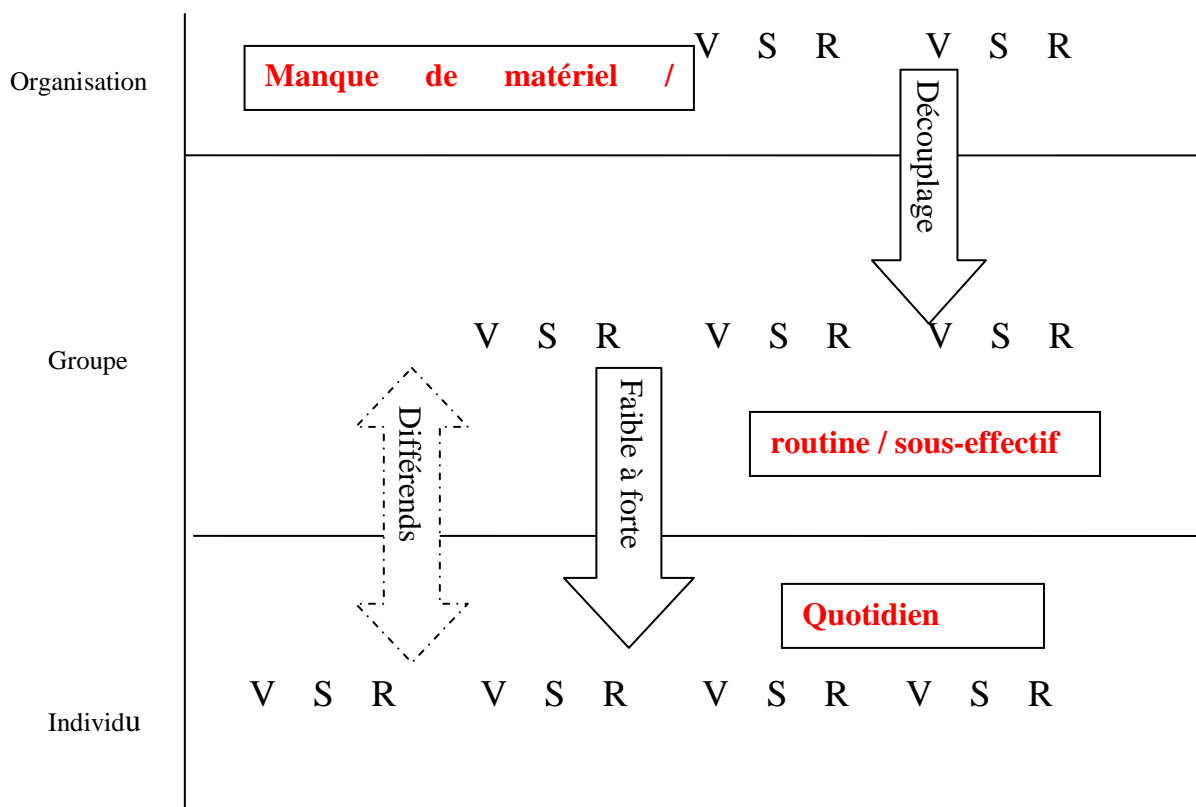 V S R V S R
Organisation
Manque de matériel /
Découplage
V S R V S R V S R
Groupe
Différends
Faible à forte
routine / sous-effectif
Quotidien
V S R V S R V S R V S R
Individu